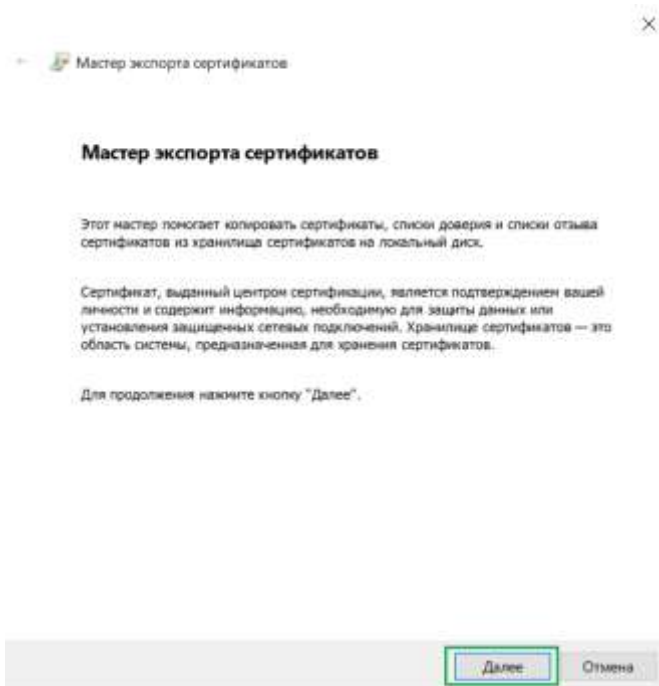 Мастер экспорта сертификатов
Мастер экспорта сертификатов
Этот мастер помогает копировать сертификаты, списки доверия и списки отзыва
сертификатов из хранилища сертификатов на локальный диск.
Сертификат, выданный центром сертификации, является подтверждением вашей
личности и содержит информацию, необходимую для защиты данных или
установления защищенных сетевых подключений. Хранилище сертификатов — это
область системы, предназначенная для хранения сертификатов.
Для продолжения нажмите кнопку "Далее".
Далее
Отмена